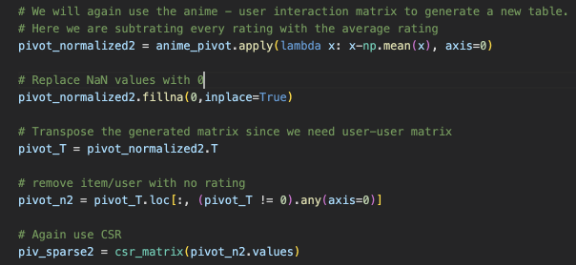 # We will again use the anime – user interaction matrix to generate a new table.
# Here we are subtrating every rating with the average rating
pivot_normalized2 = anime_pivot.apply(lambda x: x-np.mean(x), axis=0)
# Replace NaN values with 0
pivot_normalized2.fillna(0,inplace=True)
# Transpose the generated matrix since we need user-user matrix
pivot_T = pivot_normalized2.T
# remove item/user with no rating
pivot_n2 = pivot_T.loc[:, (pivot_T != 0).any(axis=0)]
# Again use CSR
piv_sparse2 = csr_matrix(pivot_n2.values)